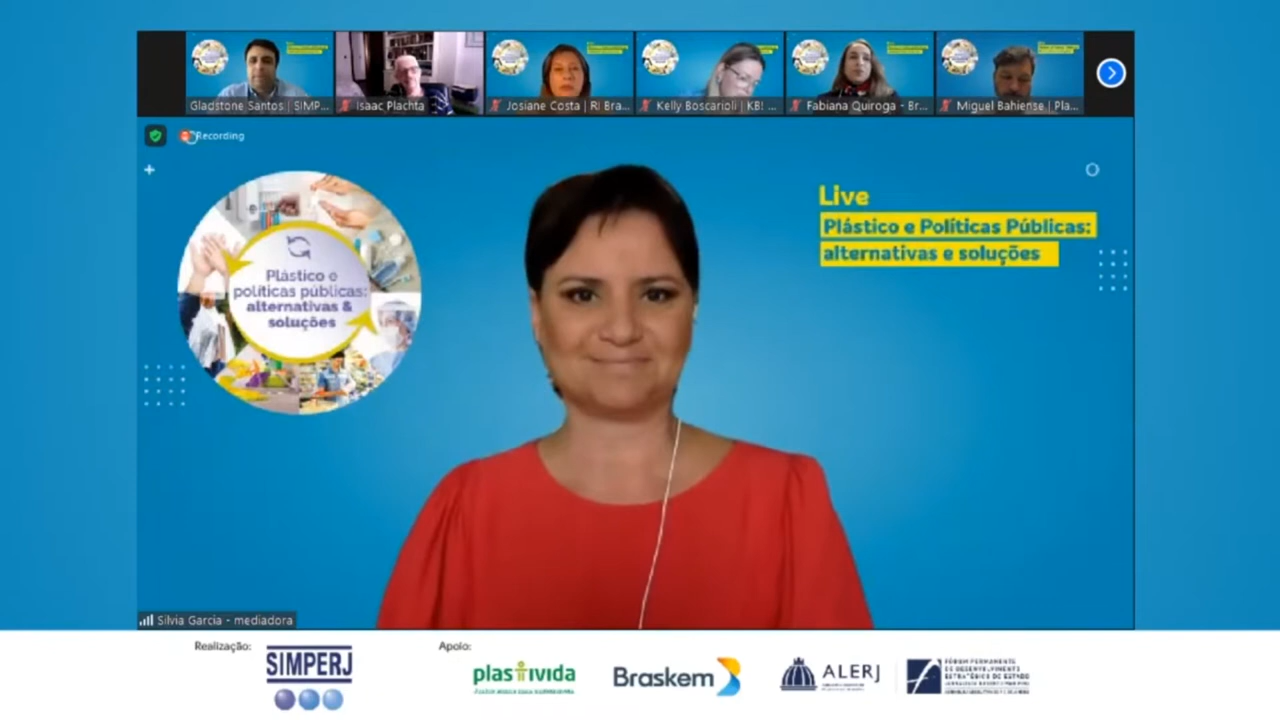 Gladstone Santos | SIMP...
Isaac Plachta
Josiane Costa | RI Bra...
Kelly Boscarioli | KB! ...
Fabiana Quiroga - Br...
Miguel Bahiense | Pla...
Recording
Live
Plástico e Políticas Públicas:
alternativas e soluções
Plástico e
políticas públicas:
alternativas &
soluções
Silvia Garcia - mediadora
Realização:
SIMPERJ
Apoio:
plastivida
Braskem
ALERJ
FÓRUM PERMANENTE
DE DESENVOLVIMENTO
ESTRATÉGICO DO ESTADO